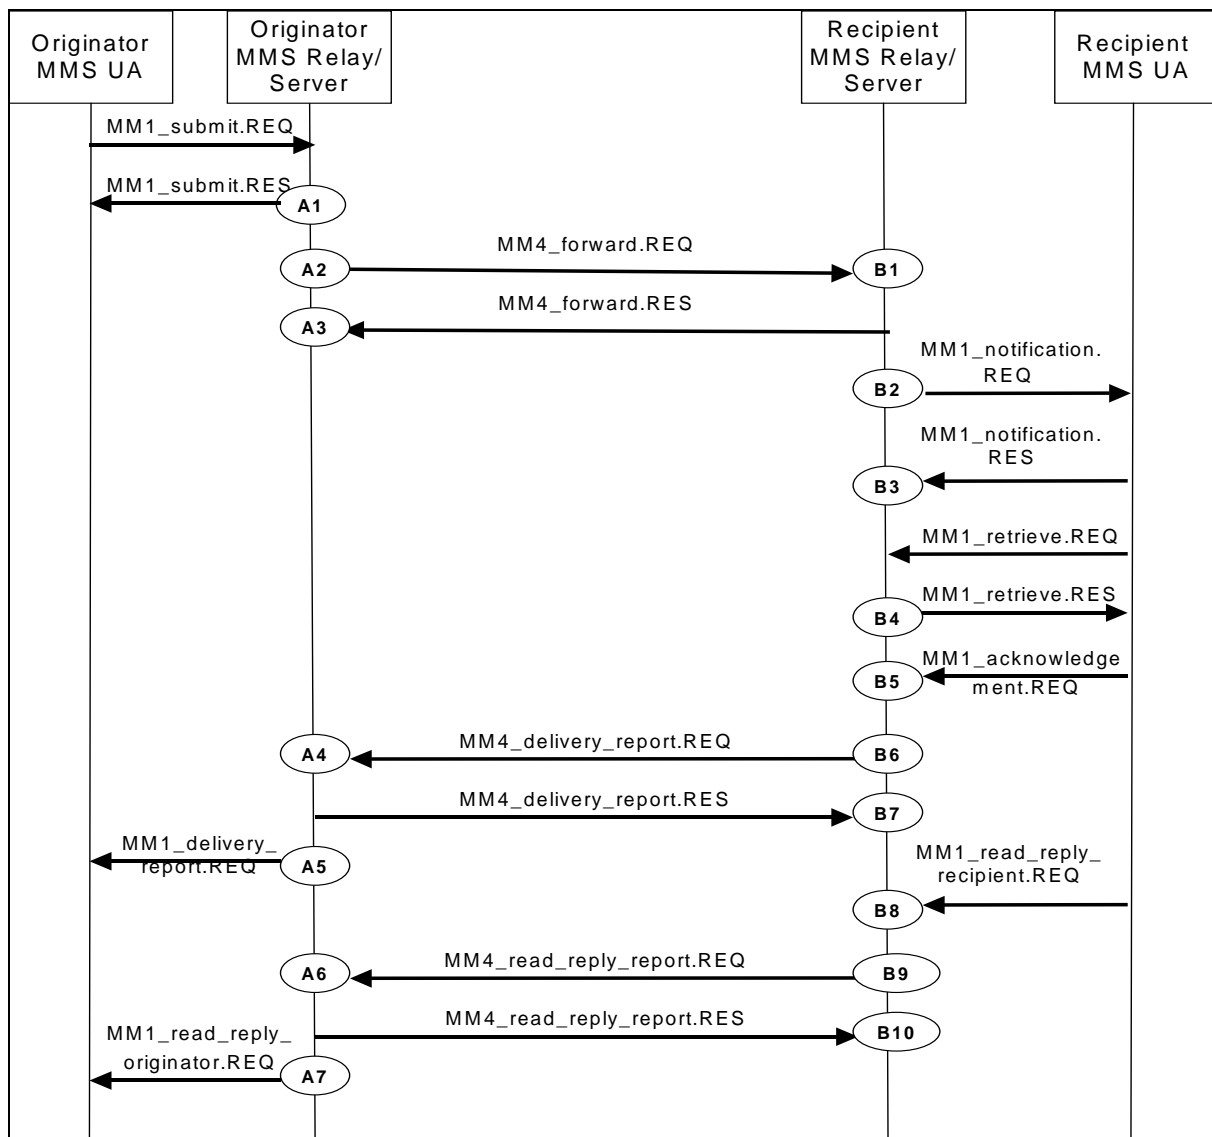 Originator
MMS UA
Originator
MMS Relay/
Server
Recipient
MMS Relay/
Server
Recipient
MMS UA
MM1_submit.REQ
MM1_submit.RES
A1
MM4_forward.REQ
A2
B1
MM4_forward.RES
A3
MM1_notification.
REQ
B2
MM1_notification.
RES
B3
MM1_retrieve.REQ
MM1_retrieve.RES
B4
MM1_acknowledge
ment.REQ
B5
MM4_delivery_report.REQ
A4
B6
MM4_delivery_report.RES
B7
MM1_delivery_
report.REQ
A5
MM1_read_reply_
recipient.REQ
B8
MM4_read_reply_report.REQ
A6
B9
MM4_read_reply_report.RES
B10
MM1_read_reply_
originator.REQ
A7